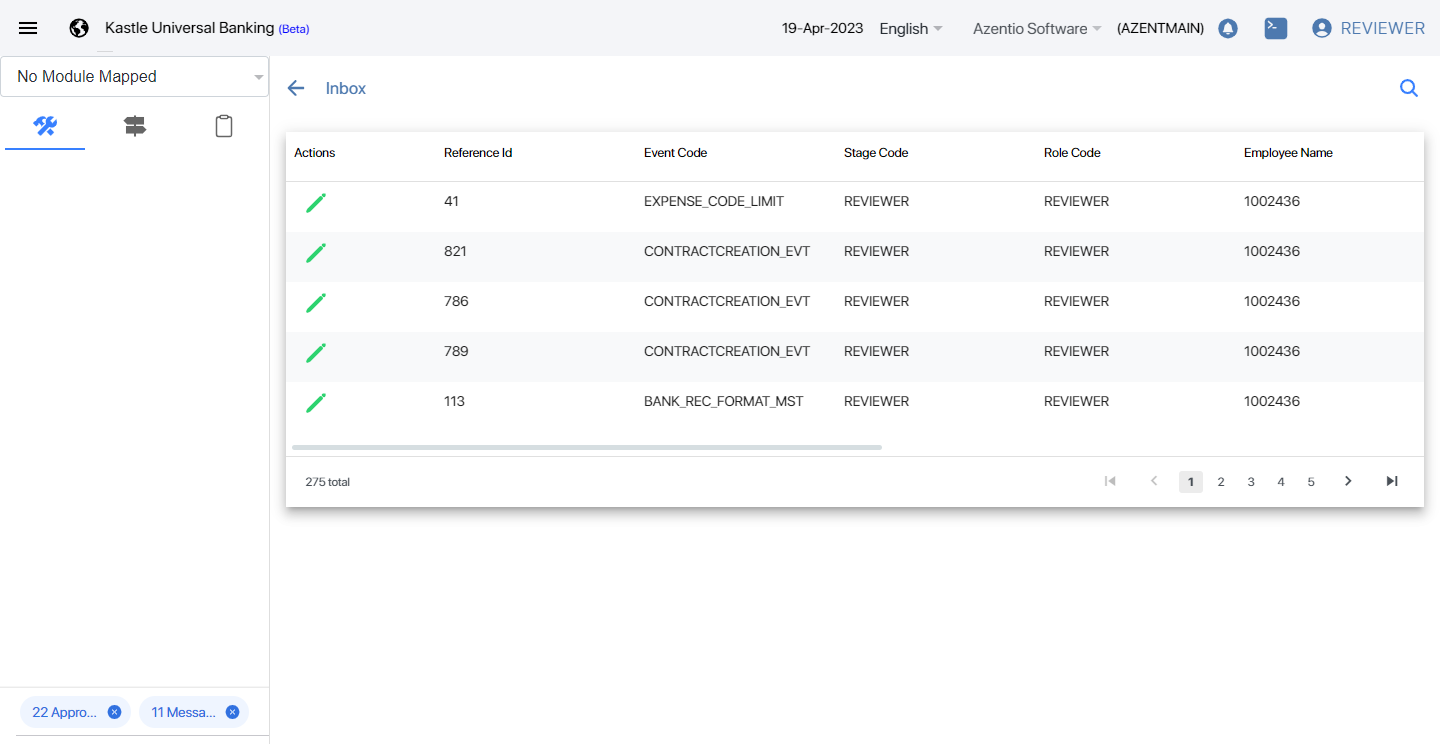 Kastle Universal Banking (Beta) 19-Apr-2023 English Azentio Software (AZENTMAIN) REVIEWER
No Module Mapped
Inbox
Actions Reference Id Event Code Stage Code Role Code Employee Name
41 EXPENSE_CODE_LIMIT REVIEWER REVIEWER 1002436
821 CONTRACTCREATION_EVT REVIEWER REVIEWER 1002436
786 CONTRACTCREATION_EVT REVIEWER REVIEWER 1002436
789 CONTRACTCREATION_EVT REVIEWER REVIEWER 1002436
113 BANK_REC_FORMAT_MST REVIEWER REVIEWER 1002436
275 total 1 2 3 4 5
22 Appro... 11 Messa...